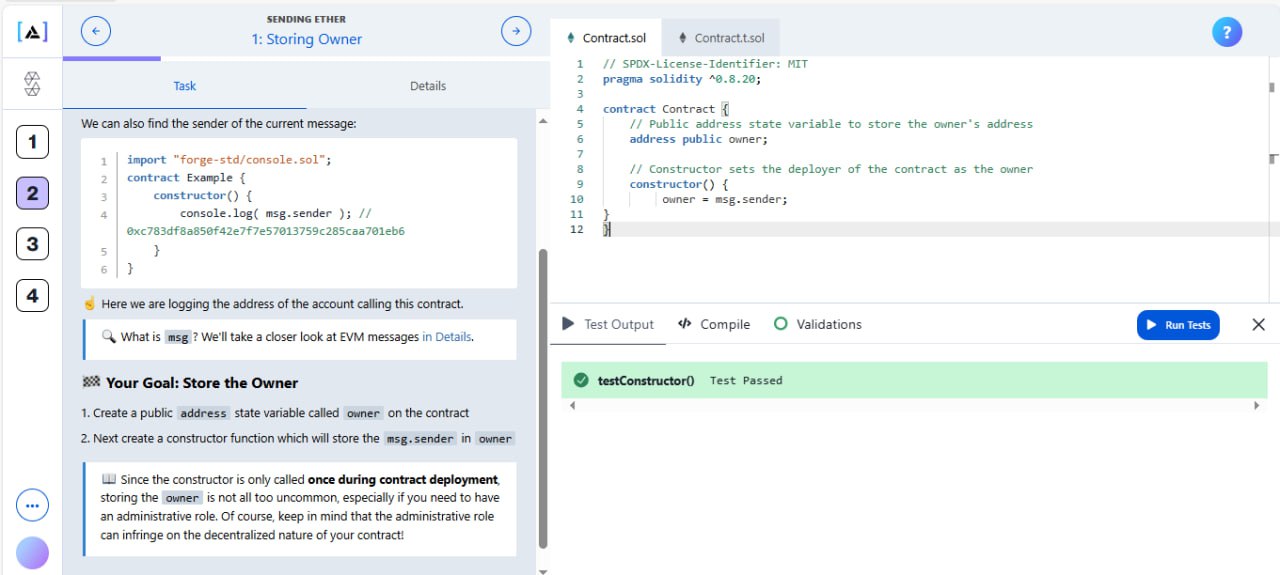 [A]
SENDING ETHER
1: Storing Owner
Task
Details
1
2
3
4
We can also find the sender of the current message:
1 import "forge-std/console.sol";
2 contract Example {
3 constructor() {
4 console.log( msg.sender ); //
0xc783df8a850f42e7f7e57013759c285caa701eb6
5 }
6 }
☝️ Here we are logging the address of the account calling this contract.
🔍 What is msg ? We'll take a closer look at EVM messages in Details.
🏁 Your Goal: Store the Owner
1. Create a public address state variable called owner on the contract
2. Next create a constructor function which will store the msg.sender in owner
📖 Since the constructor is only called once during contract deployment,
storing the owner is not all too uncommon, especially if you need to have
an administrative role. Of course, keep in mind that the administrative role
can infringe on the decentralized nature of your contract!
Contract.sol
Contract.t.sol
?
1 // SPDX-License-Identifier: MIT
2 pragma solidity ^0.8.20;
3
4 contract Contract {
5 // Public address state variable to store the owner's address
6 address public owner;
7
8 // Constructor sets the deployer of the contract as the owner
9 constructor() {
10 owner = msg.sender;
11 }
12 }
Test Output
Compile
Validations
Run Tests
testConstructor() Test Passed